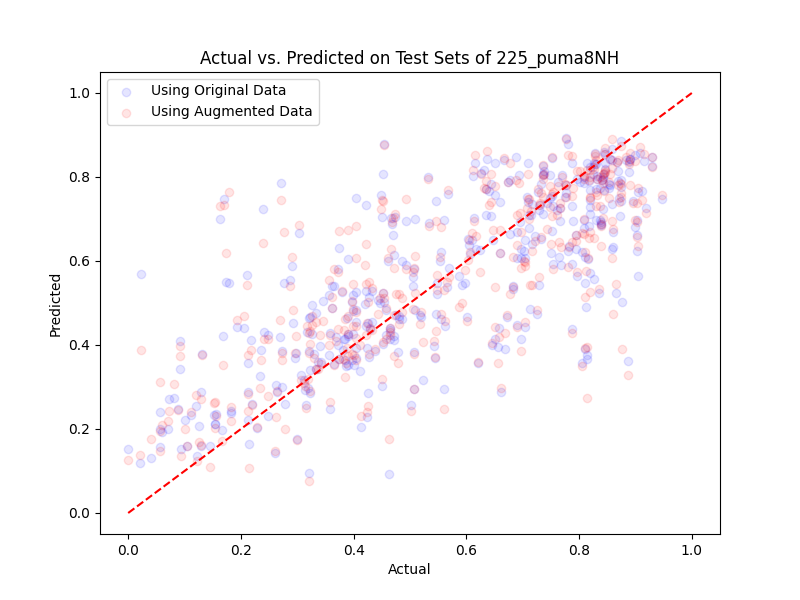 Actual vs. Predicted on Test Sets of 225_puma8NH
Using Original Data
Using Augmented Data
1.0
0.8
0.6
0.4
0.2
0.0
Predicted
0.0 0.2 0.4 0.6 0.8 1.0
Actual